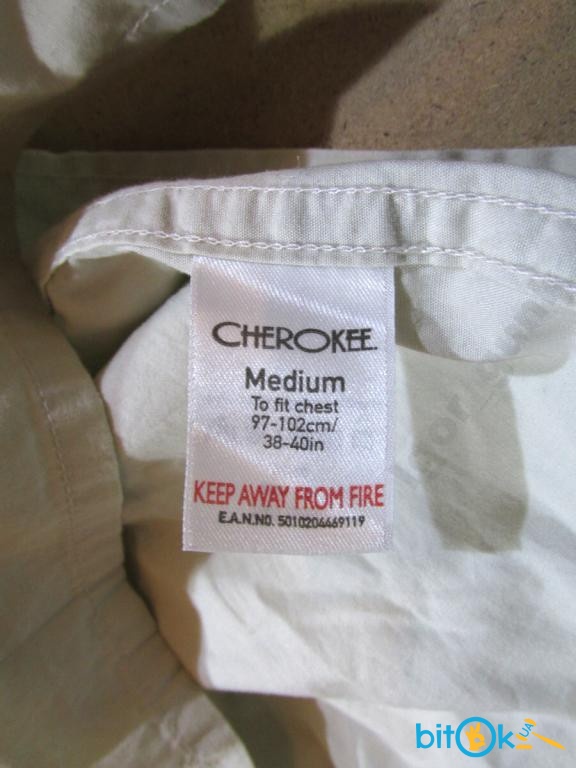 CHEROKEE
Medium
To fit chest
97-102cm/
38-40in
KEEP AWAY FROM FIRE
E.A.N.NO. 5010204469119
bitOk UA